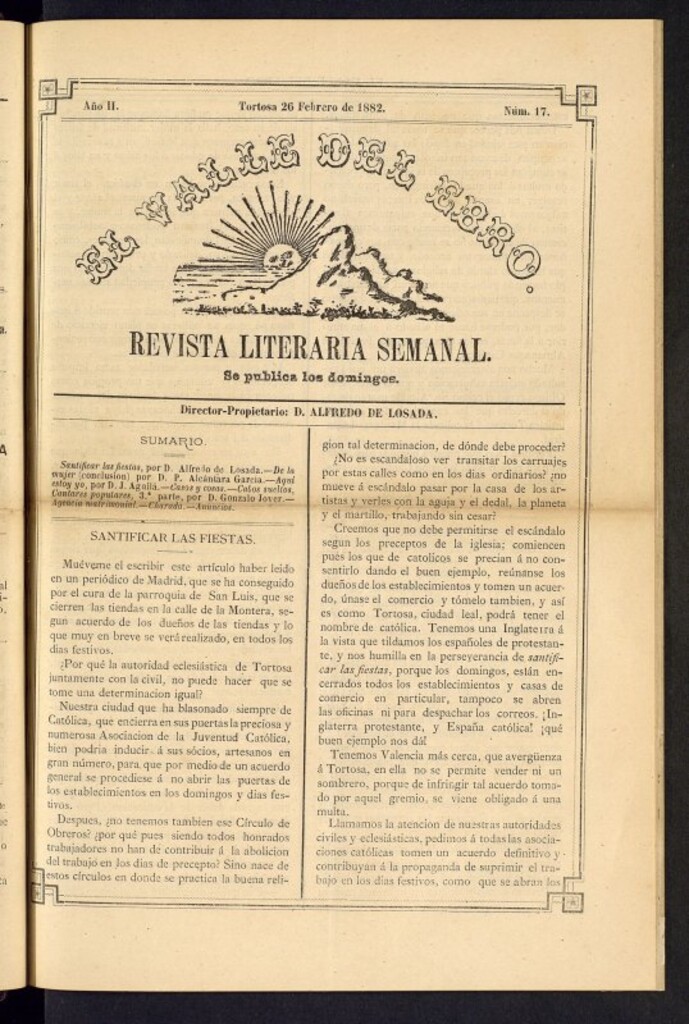 Año II.
Tortosa 26 Febrero de 1882.
Núm. 17.
EL VALLE DEL EBRO.
REVISTA LITERARIA SEMANAL.
Se publica los domingos.
Director-Propietario: D. ALFREDO DE LOSADA.
SUMARIO.
Santificar las fiestas, por D. Alfredo de Losada.—De la
mujer (conclusion) por D. P. Alcántara Garcia.—Aquí
estoy yo, por D. J. Agulló.—Casos y cosas.—Cabos sueltos,
Cantares populares, 3.ª parte, por D. Gonzalo Jover.—
Agencia matrimonial.—Charada.—Anuncios.
SANTIFICAR LAS FIESTAS.
Muéveme el escribir este artículo haber leido
en un periódico de Madrid, que se ha conseguido
por el cura de la parroquia de San Luis, que se
cierren las tiendas en la calle de la Montera, se-
gun acuerdo de los dueños de las tiendas y lo
que muy en breve se verá realizado, en todos los
dias festivos.
¿Por qué la autoridad eclesiástica de Tortosa
juntamente con la civil, no puede hacer que se
tome una determinacion igual?
Nuestra ciudad que ha blasonado siempre de
Católica, que encierra en sus puertas la preciosa y
numerosa Asociacion de la Juventud Católica,
bien podria inducir á sus sócios, artesanos en
gran número, para que por medio de un acuerdo
general se procediese á no abrir las puertas de
los establecimientos en los domingos y dias fes-
tivos.
Despues, ¿no tenemos tambien ese Círculo de
Obreros? ¿por qué pues siendo todos honrados
trabajadores no han de contribuir á la abolicion
del trabajo en los dias de precepto? Sino nace de
estos círculos en donde se practica la buena reli-
gion tal determinacion, de dónde debe proceder?
¿No es escandaloso ver transitar los carruajes
por estas calles como en los dias ordinarios? ¿no
mueve á escándalo pasar por la casa de los ar-
tistas y verles con la aguja y el dedal, la planeta
y el martillo, trabajando sin cesar?
Creemos que no debe permitirse el escándalo
segun los preceptos de la iglesia; comiencen
pues los que de catolicos se precian á no con-
sentirlo dando el buen ejemplo, reúnanse los
dueños de los establecimientos y tomen un acuer-
do, únase el comercio y tómelo tambien, y así
es como Tortosa, ciudad leal, podrá tener el
nombre de católica. Tenemos una Inglaterra á
la vista que tildamos los españoles de protestan-
te, y nos humilla en la perseverancia de santifi-
car las fiestas, porque los domingos, están en-
cerrados todos los establecimientos y casas de
comercio en particular, tampoco se abren
las oficinas ni para despachar los correos. ¡In-
glaterra protestante, y España católica! ¡qué
buen ejemplo nos dá!
Tenemos Valencia más cerca, que avergüenza
á Tortosa, en ella no se permite vender ni un
sombrero, porque de infringir tal acuerdo toma-
do por aquel gremio, se viene obligado á una
multa.
Llamamos la atencion de nuestras autoridades
civiles y eclesiásticas, pedimos á todas las asocia-
ciones católicas tomen un acuerdo definitivo y
contribuyan á la propaganda de suprimir el tra-
bajo en los dias festivos, como que se abran los